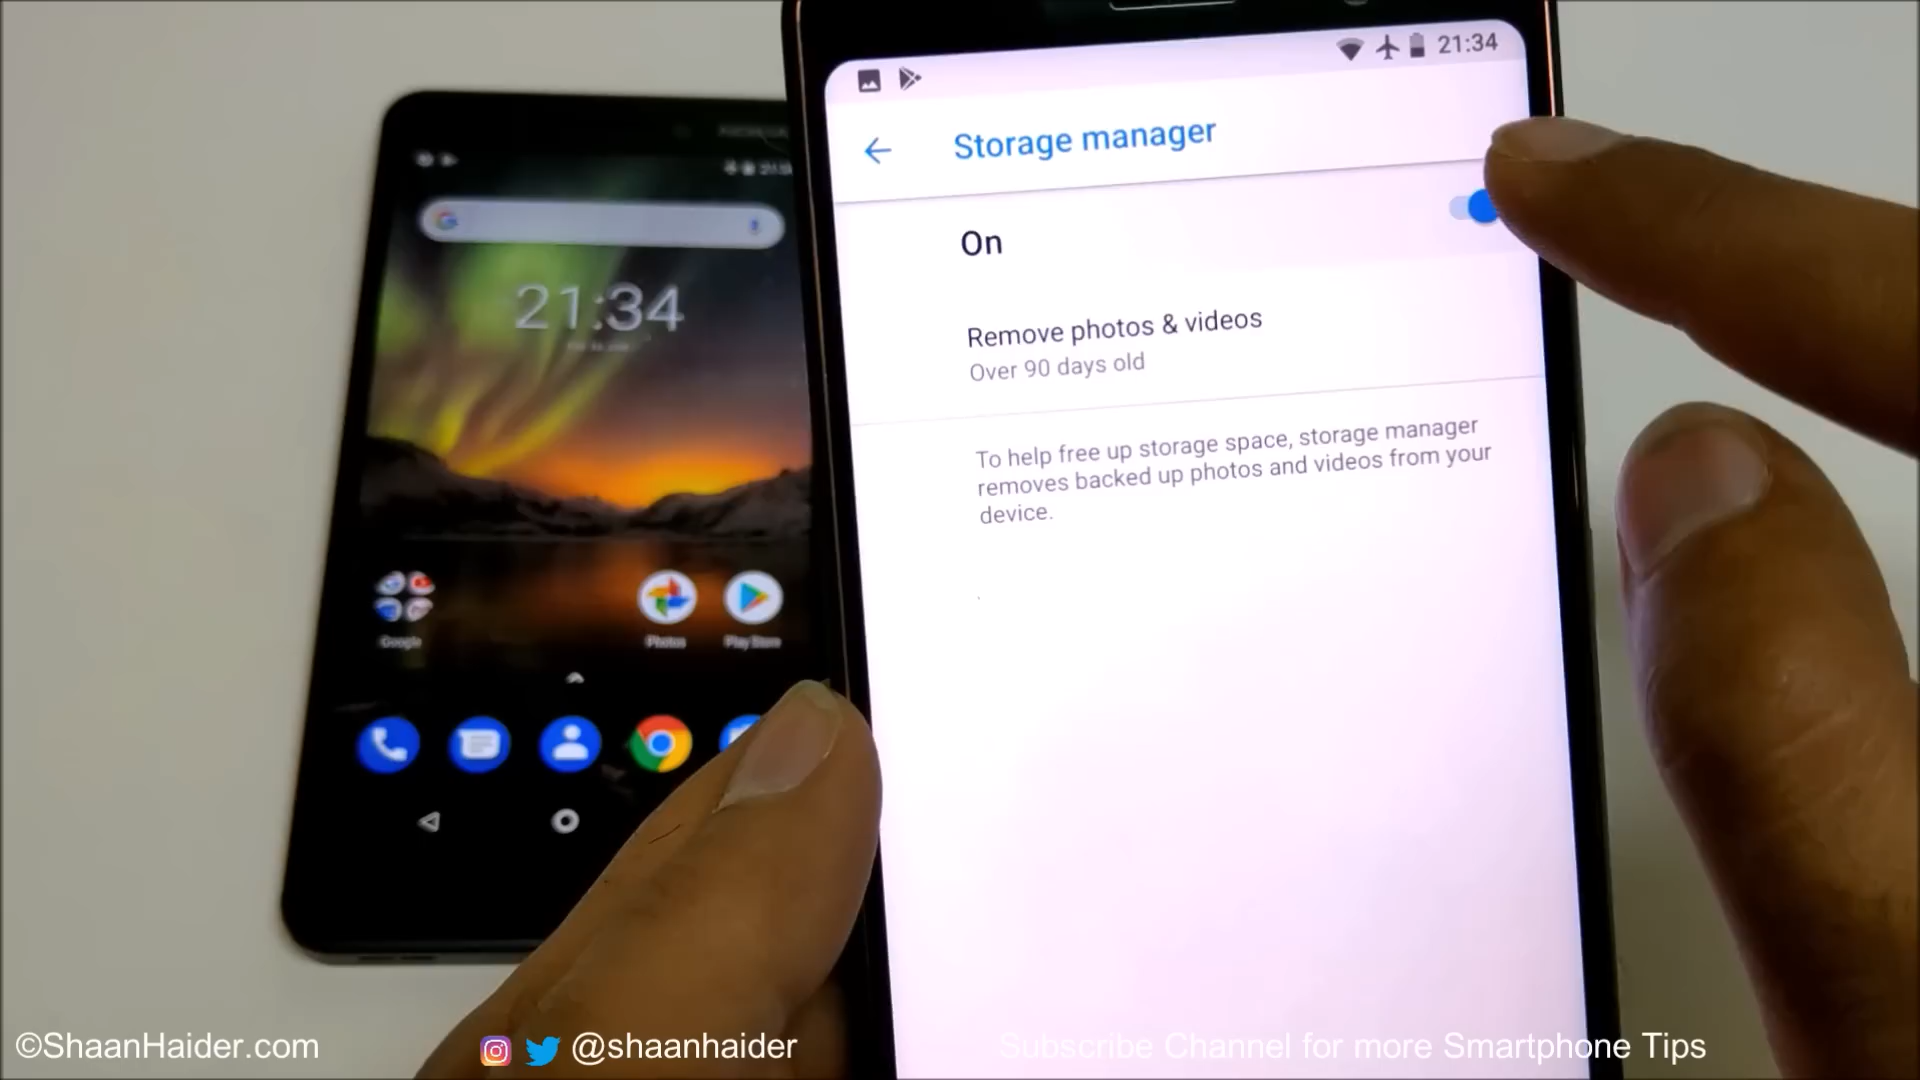 21:34
Storage manager
On
Remove photos & videos
Over 90 days old
To help free up storage space, storage manager
removes backed up photos and videos from your
device.
21:34
Google
Photos
Play Store
©ShaanHaider.com
@shaanhaider
Subscribe Channel for more Smartphone Tips